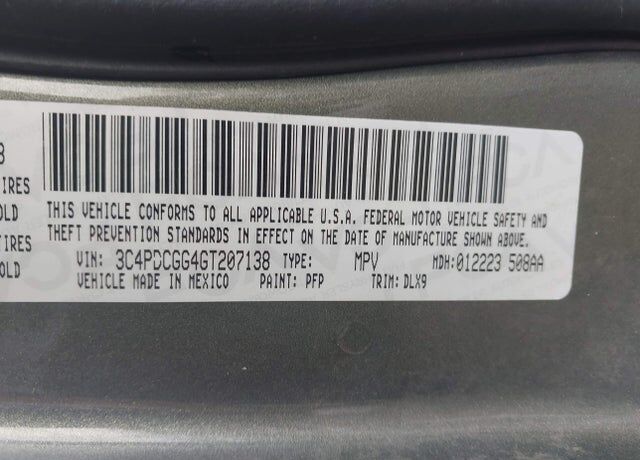 8
IRES
OLD
TIRES
OLD
THIS VEHICLE CONFORMS TO ALL APPLICABLE U.S.A. FEDERAL MOTOR VEHICLE SAFETY AND
THEFT PREVENTION STANDARDS IN EFFECT ON THE DATE OF MANUFACTURE SHOWN ABOVE.
VIN: 3C4PDCGG4GT207138 TYPE: MPV MDH:012223 508AA
VEHICLE MADE IN MEXICO PAINT: PFP TRIM:DLX9